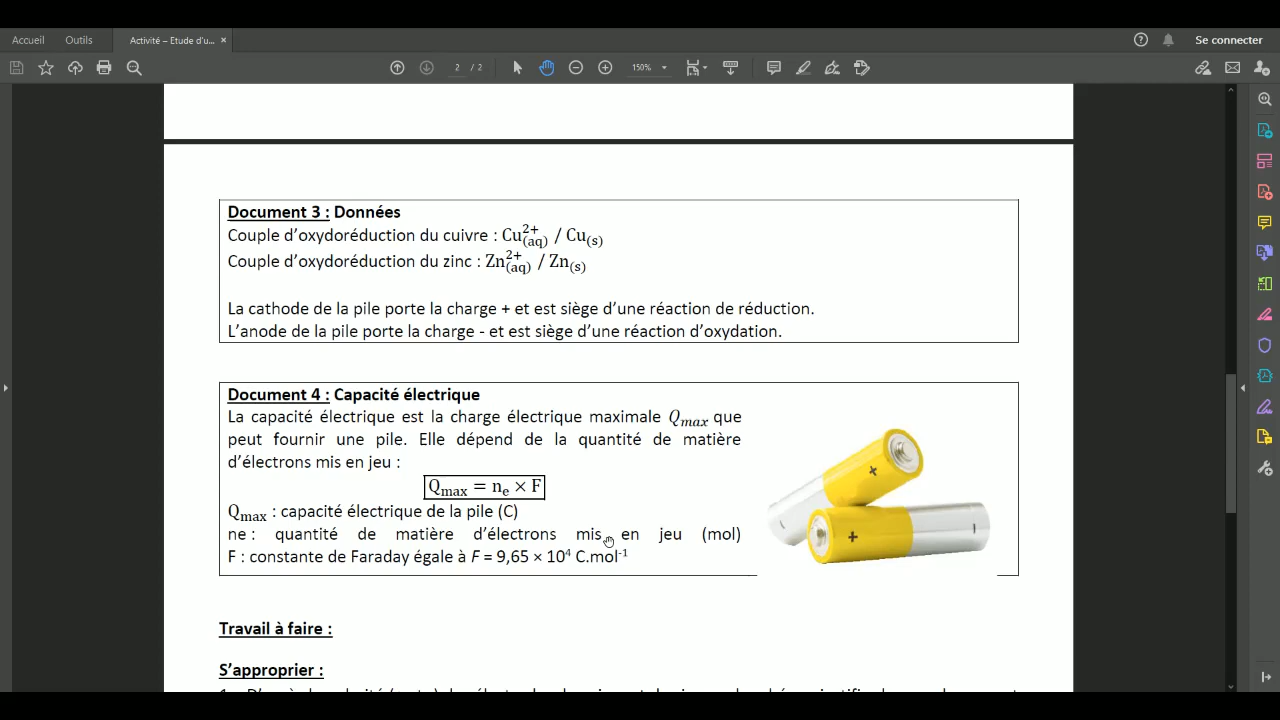 Accueil Outils Activité – Etude d'u... × Se connecter
2 / 2 150%
Document 3 : Données
Couple d'oxydoréduction du cuivre : Cu²⁺(aq) / Cu(s)
Couple d'oxydoréduction du zinc : Zn²⁺(aq) / Zn(s)
La cathode de la pile porte la charge + et est siège d'une réaction de réduction.
L'anode de la pile porte la charge - et est siège d'une réaction d'oxydation.
Document 4 : Capacité électrique
La capacité électrique est la charge électrique maximale Qmax que
peut fournir une pile. Elle dépend de la quantité de matière
d'électrons mis en jeu :
Qmax = ne × F
Qmax : capacité électrique de la pile (C)
ne : quantité de matière d'électrons mis en jeu (mol)
F : constante de Faraday égale à F = 9,65 × 10⁴ C.mol⁻¹
+ -
+ -
Travail à faire :
S'approprier :